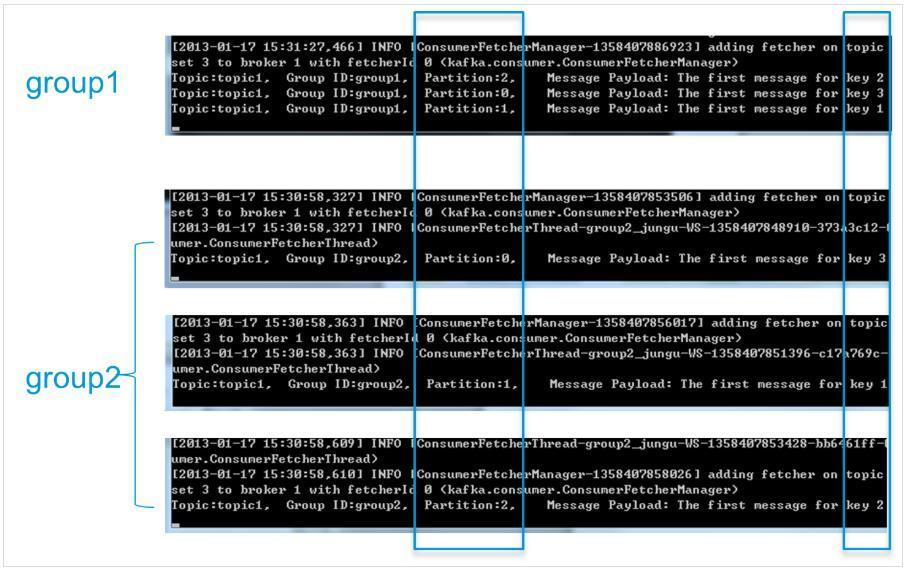 group1
[2013-01-17 15:31:27,466] INFO [ConsumerFetcherManager-1358407886923] adding fetcher on topic
set 3 to broker 1 with fetcherId 0 (kafka.consumer.ConsumerFetcherManager)
Topic:topic1, Group ID:group1, Partition:2, Message Payload: The first message for key 2
Topic:topic1, Group ID:group1, Partition:0, Message Payload: The first message for key 3
Topic:topic1, Group ID:group1, Partition:1, Message Payload: The first message for key 1
group2
[2013-01-17 15:30:58,327] INFO [ConsumerFetcherManager-1358407853506] adding fetcher on topic
set 3 to broker 1 with fetcherId 0 (kafka.consumer.ConsumerFetcherManager)
[2013-01-17 15:30:58,327] INFO [ConsumerFetcherThread-group2_jungu-WS-1358407848910-373a3c12-
umer.ConsumerFetcherThread)
Topic:topic1, Group ID:group2, Partition:0, Message Payload: The first message for key 3
[2013-01-17 15:30:58,363] INFO [ConsumerFetcherManager-1358407856017] adding fetcher on topic
set 3 to broker 1 with fetcherId 0 (kafka.consumer.ConsumerFetcherManager)
[2013-01-17 15:30:58,363] INFO [ConsumerFetcherThread-group2_jungu-WS-1358407851396-c17a769c-
umer.ConsumerFetcherThread)
Topic:topic1, Group ID:group2, Partition:1, Message Payload: The first message for key 1
[2013-01-17 15:30:58,609] INFO [ConsumerFetcherThread-group2_jungu-WS-1358407853428-bb6461ff-
umer.ConsumerFetcherThread)
[2013-01-17 15:30:58,610] INFO [ConsumerFetcherManager-1358407858026] adding fetcher on topic
set 3 to broker 1 with fetcherId 0 (kafka.consumer.ConsumerFetcherManager)
Topic:topic1, Group ID:group2, Partition:2, Message Payload: The first message for key 2